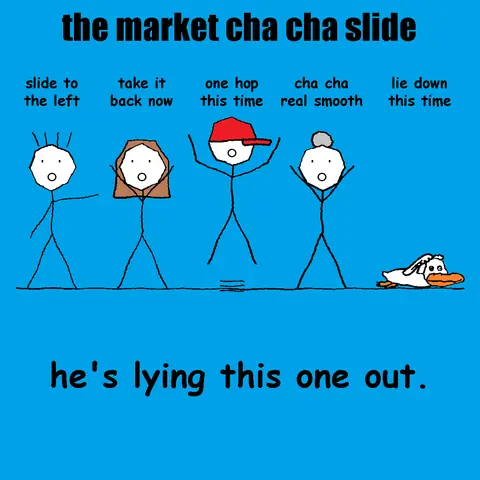 the market cha cha slide
slide to
the left
take it
back now
one hop
this time
cha cha
real smooth
lie down
this time
he's lying this one out.